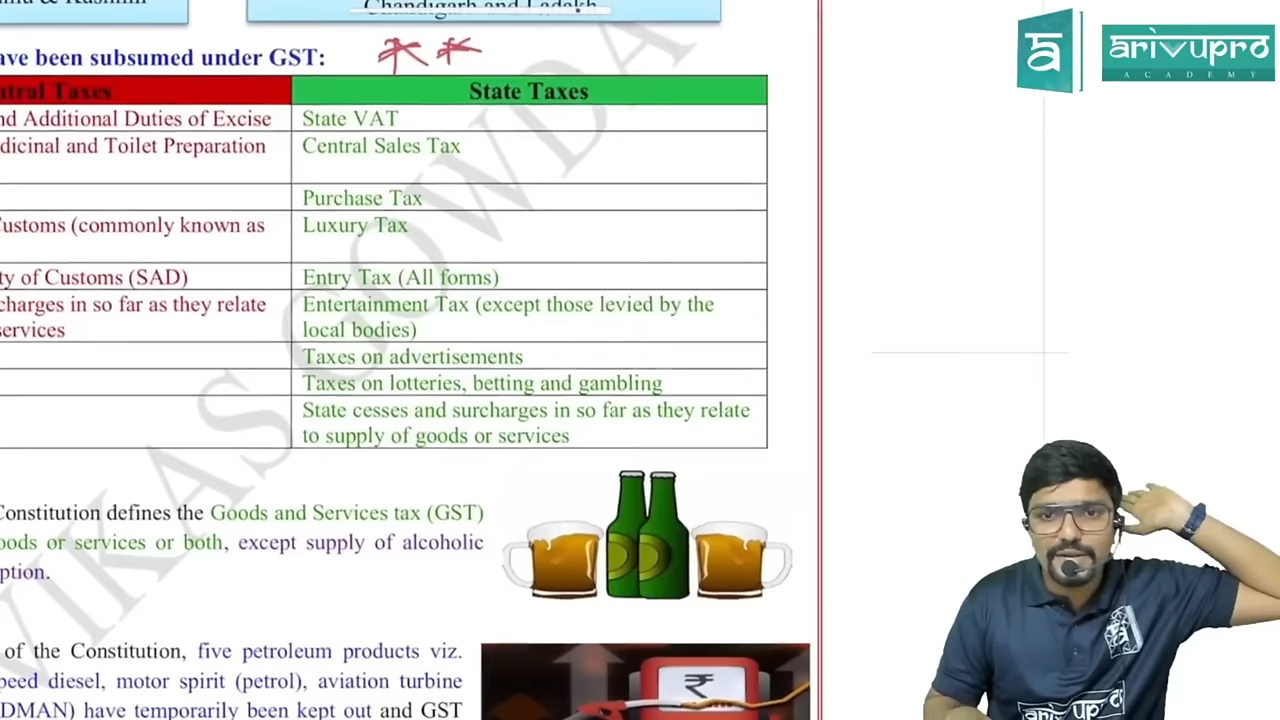 Chandigarh and Ladakh
ave been subsumed under GST:
ntral Taxes
State Taxes
nd Additional Duties of Excise
State VAT
dicinal and Toilet Preparation
Central Sales Tax
Purchase Tax
Customs (commonly known as
Luxury Tax
ty of Customs (SAD)
Entry Tax (All forms)
charges in so far as they relate
services
Entertainment Tax (except those levied by the
local bodies)
Taxes on advertisements
Taxes on lotteries, betting and gambling
State cesses and surcharges in so far as they relate
to supply of goods or services
Constitution defines the Goods and Services tax (GST)
oods or services or both, except supply of alcoholic
ption.
of the Constitution, five petroleum products viz.
peed diesel, motor spirit (petrol), aviation turbine
DMAN) have temporarily been kept out and GST
₹
VIKAS GOWDA
arivupro
ACADEMY
arivupro